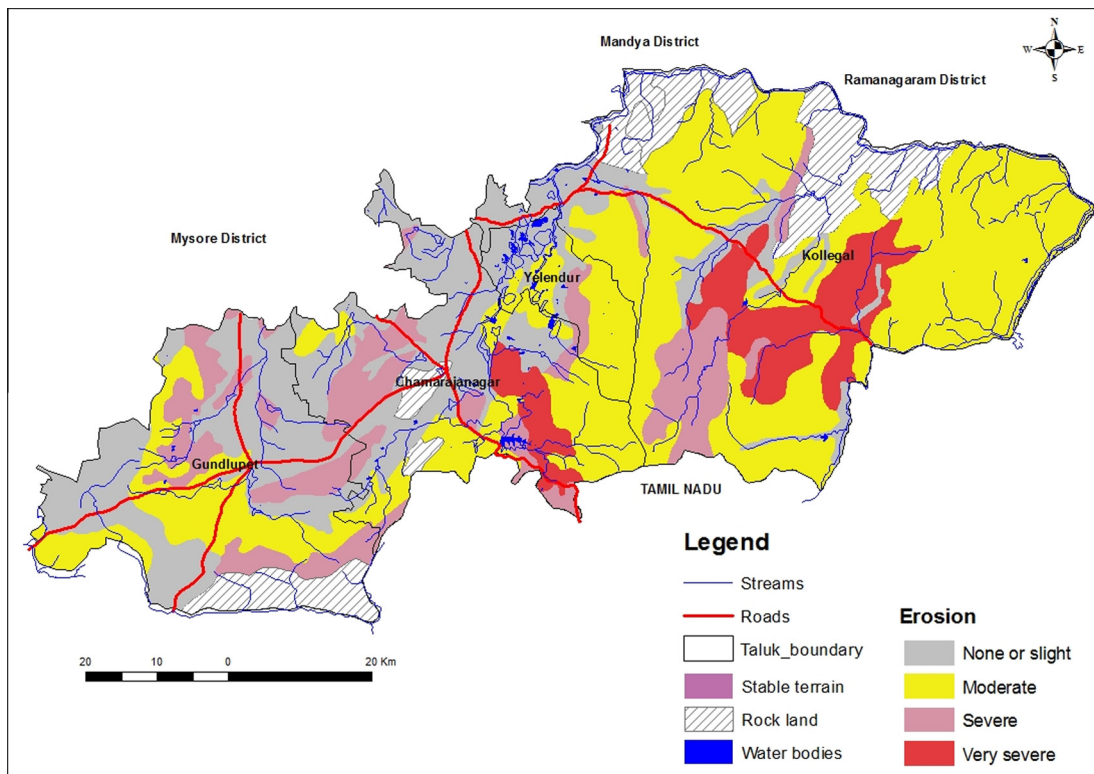 Mandya District
N
W E
S
Ramanagaram District
Mysore District
Kollegal
Yelendur
Chamarajanagar
Gundlupet
TAMIL NADU
Legend
Streams
Roads
Taluk_boundary
Stable terrain
Rock land
Water bodies
Erosion
None or slight
Moderate
Severe
Very severe
20 10 0 20 Km